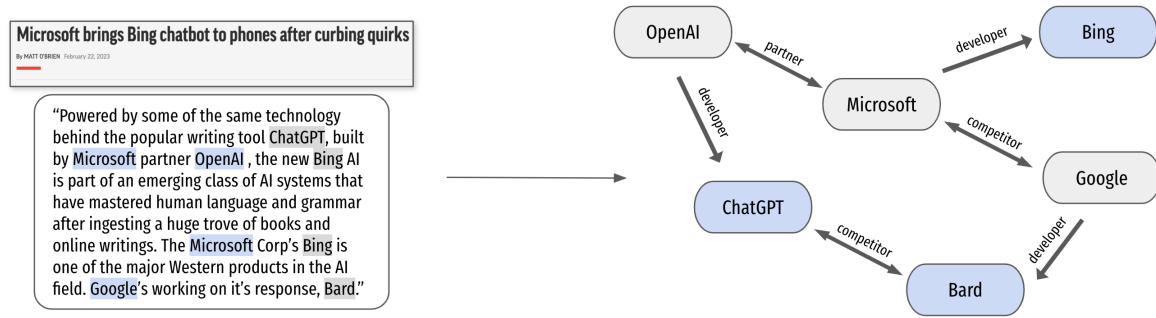 Microsoft brings Bing chatbot to phones after curbing quirks
By MATT O'BRIEN February 22, 2023
“Powered by some of the same technology
behind the popular writing tool ChatGPT, built
by Microsoft partner OpenAI , the new Bing AI
is part of an emerging class of AI systems that
have mastered human language and grammar
after ingesting a huge trove of books and
online writings. The Microsoft Corp’s Bing is
one of the major Western products in the AI
field. Google’s working on it’s response, Bard.”
OpenAI
partner
developer
Bing
Microsoft
developer
competitor
Google
ChatGPT
competitor
developer
Bard